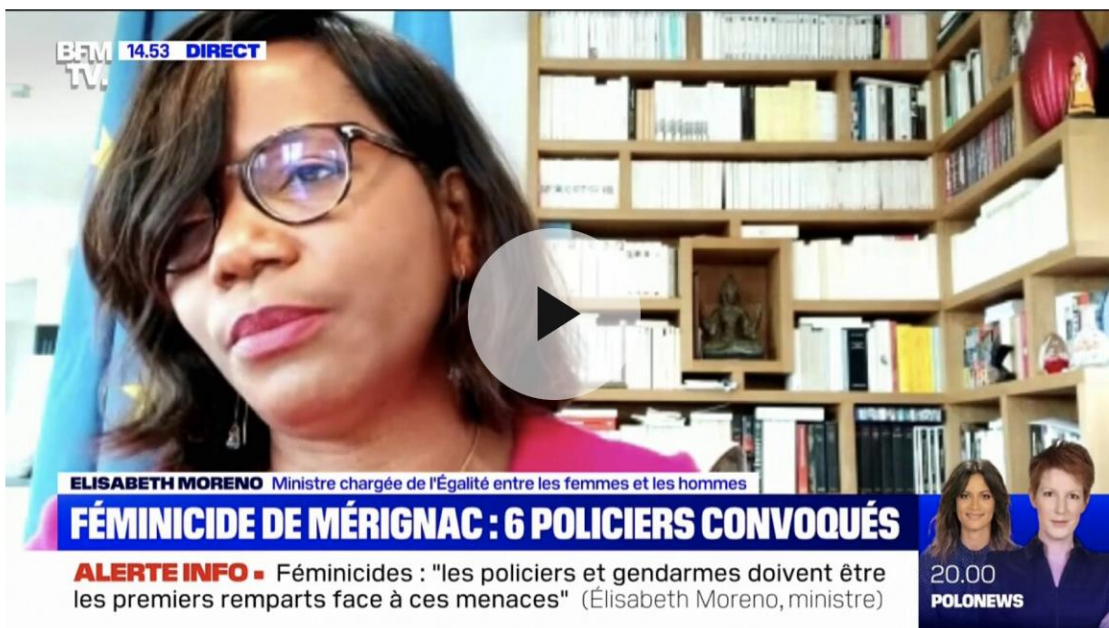 BFM
TV.
14.53 DIRECT
ELISABETH MORENO Ministre chargée de l'Égalité entre les femmes et les hommes
FÉMINICIDE DE MÉRIGNAC : 6 POLICIERS CONVOQUÉS
ALERTE INFO ▪ Féminicides : "les policiers et gendarmes doivent être
les premiers remparts face à ces menaces" (Élisabeth Moreno, ministre)
20.00
POLONEWS